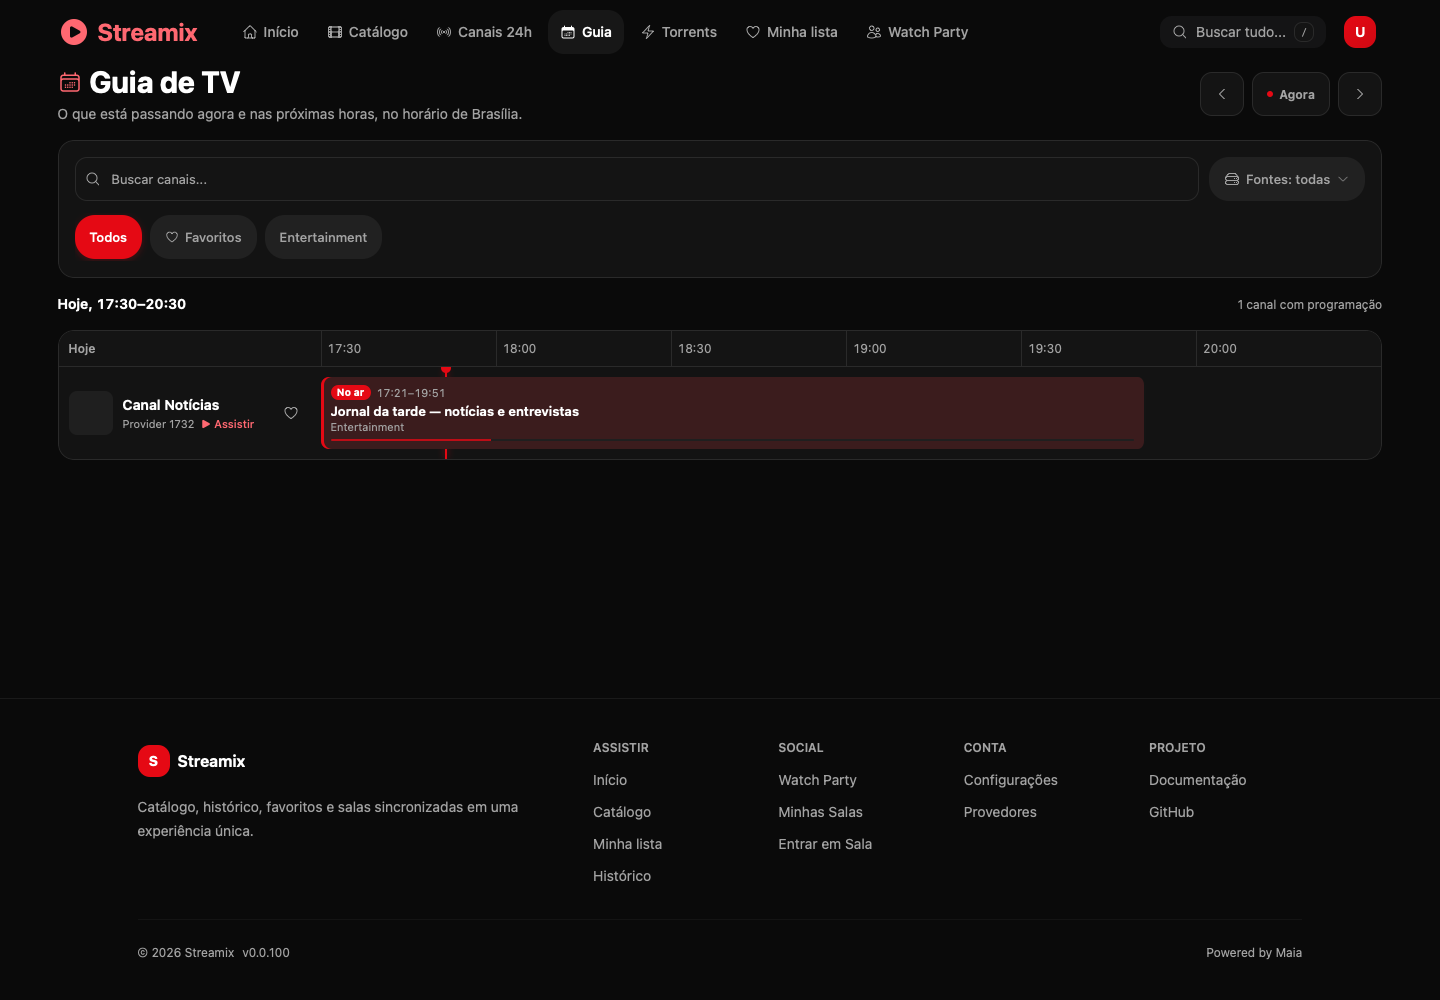 Streamix
Início
Catálogo
Canais 24h
Guia
Torrents
Minha lista
Watch Party
Buscar tudo...
/
U
Guia de TV
O que está passando agora e nas próximas horas, no horário de Brasília.
Agora
Buscar canais...
Fontes: todas
Todos
Favoritos
Entertainment
Hoje, 17:30–20:30
1 canal com programação
Hoje
17:30
18:00
18:30
19:00
19:30
20:00
Canal Notícias
Provider 1732
Assistir
No ar
17:21–19:51
Jornal da tarde — notícias e entrevistas
Entertainment
S
Streamix
Catálogo, histórico, favoritos e salas sincronizadas em uma
experiência única.
ASSISTIR
Início
Catálogo
Minha lista
Histórico
SOCIAL
Watch Party
Minhas Salas
Entrar em Sala
CONTA
Configurações
Provedores
PROJETO
Documentação
GitHub
© 2026 Streamix v0.0.100
Powered by Maia